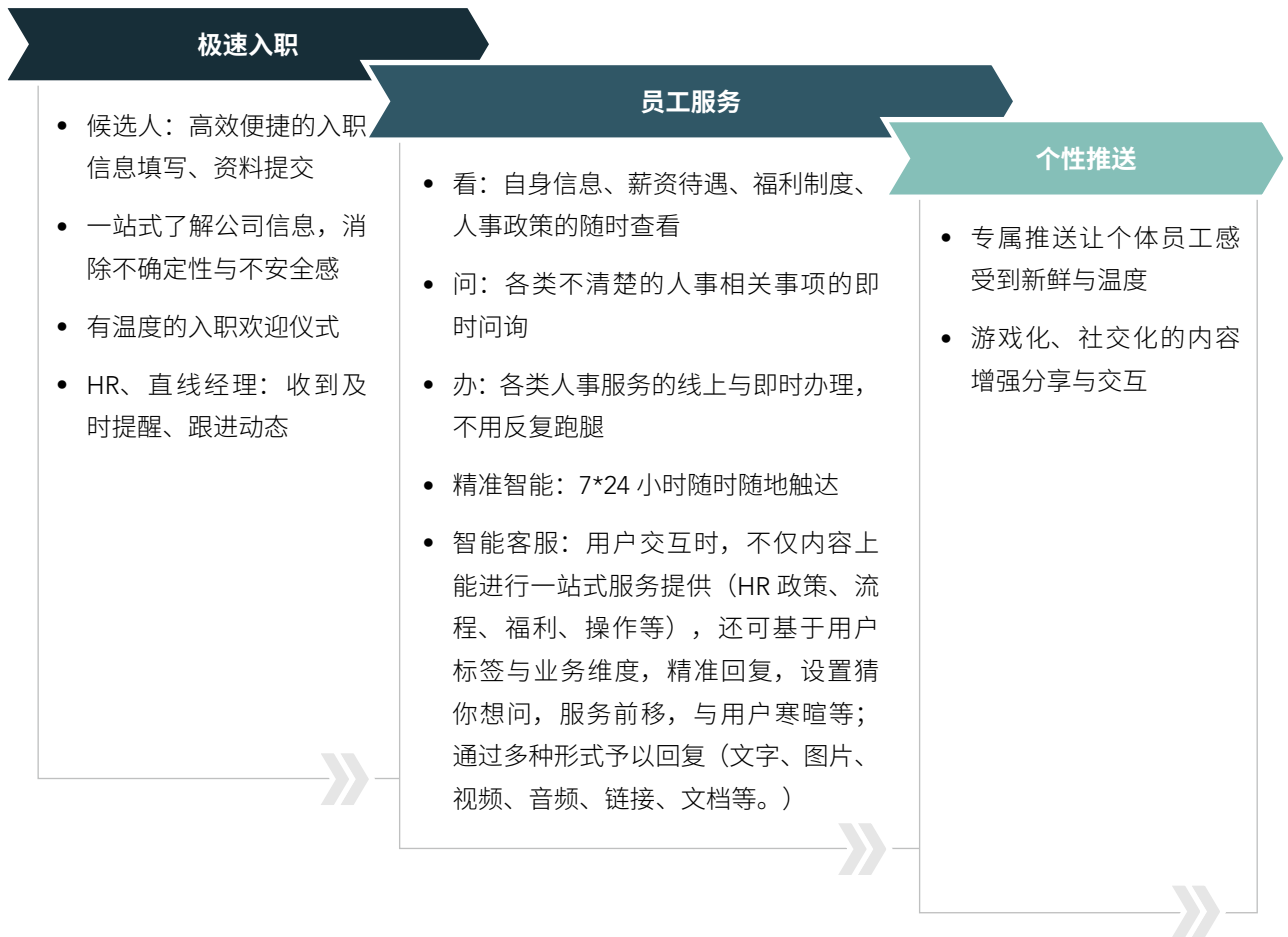 极速入职
候选人：高效便捷的入职
信息填写、资料提交
一站式了解公司信息，消
除不确定性与不安全感
有温度的入职欢迎仪式
HR、直线经理：收到及
时提醒、跟进动态
员工服务
看：自身信息、薪资待遇、福利制度、
人事政策的随时查看
问：各类不清楚的人事相关事项的即
时问询
办：各类人事服务的线上与即时办理，
不用反复跑腿
精准智能：7*24 小时随时随地触达
智能客服：用户交互时，不仅内容上
能进行一站式服务提供（HR 政策、流
程、福利、操作等），还可基于用户
标签与业务维度，精准回复，设置猜
你想问，服务前移，与用户寒暄等；
通过多种形式予以回复（文字、图片、
视频、音频、链接、文档等。）
个性推送
专属推送让个体员工感
受到新鲜与温度
游戏化、社交化的内容
增强分享与交互